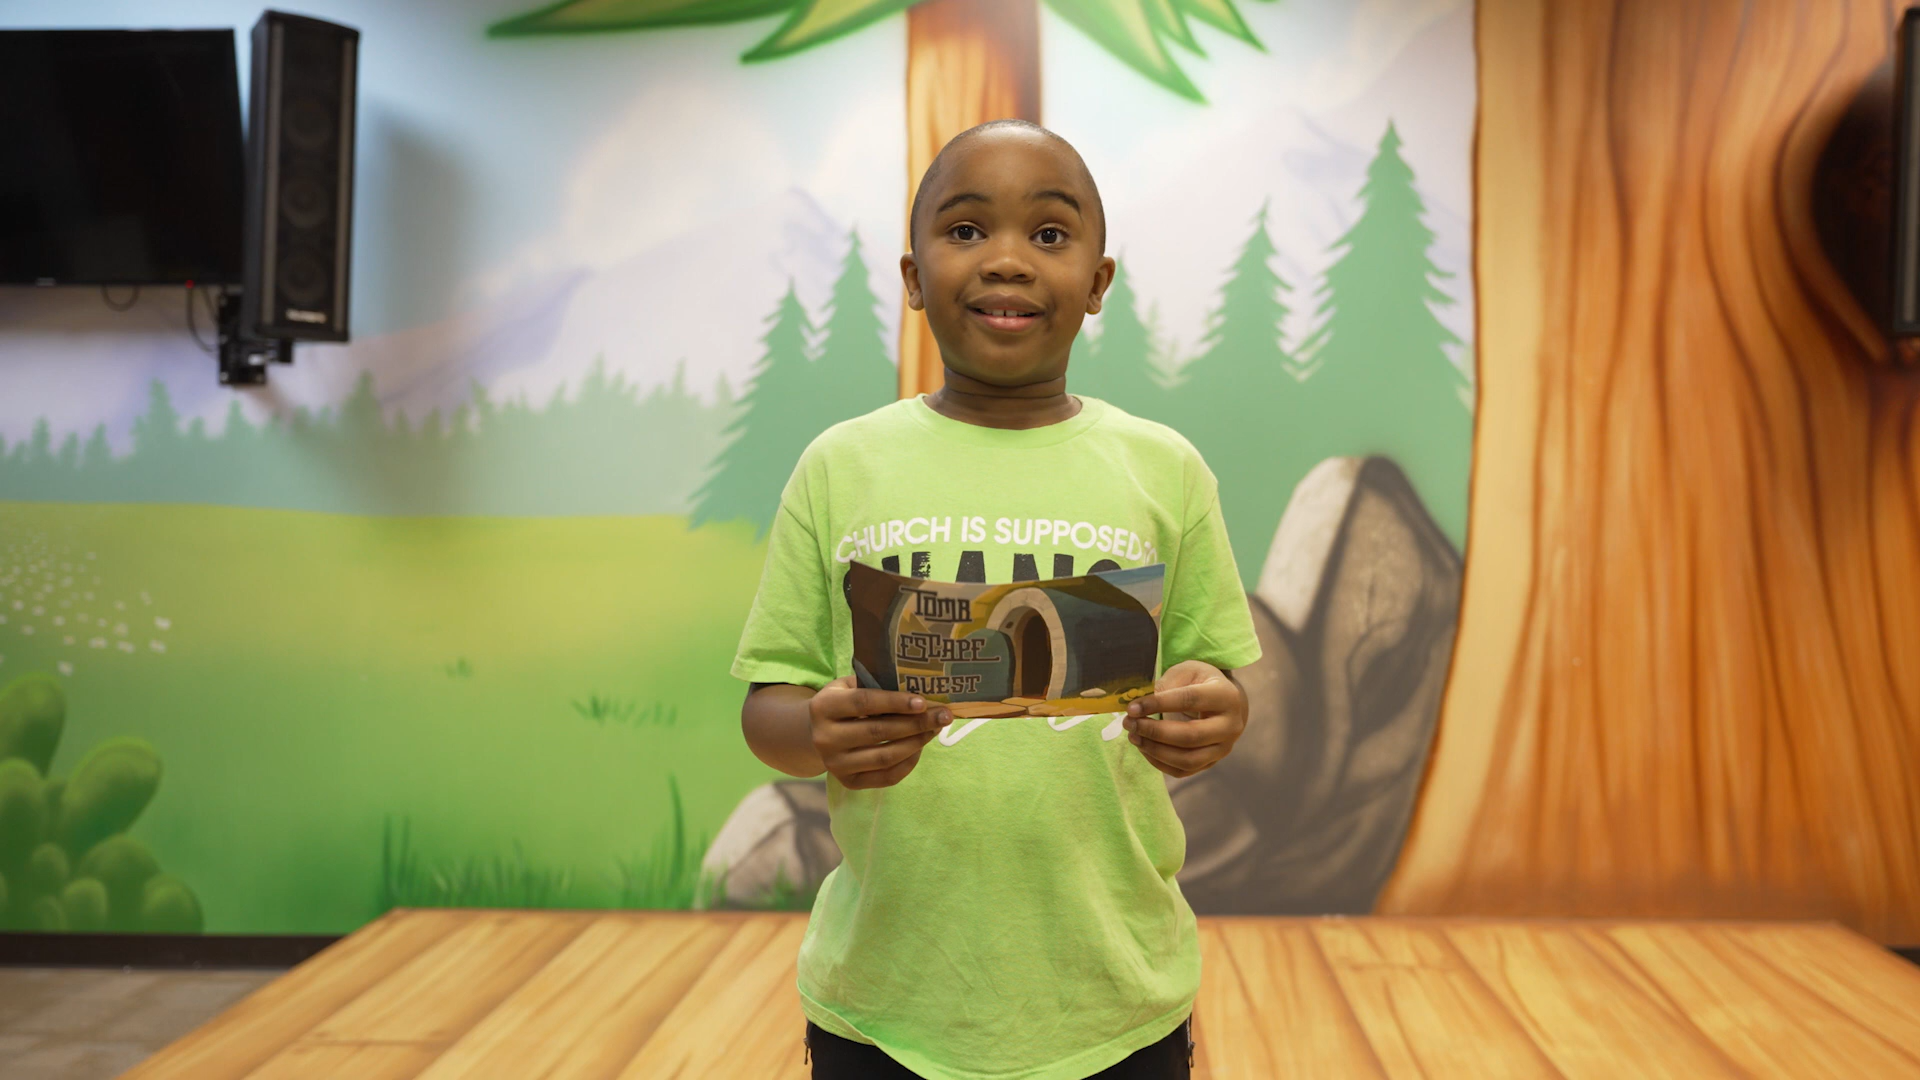 CHURCH IS SUPPOSED TO
TOMB
ESCAPE
QUEST